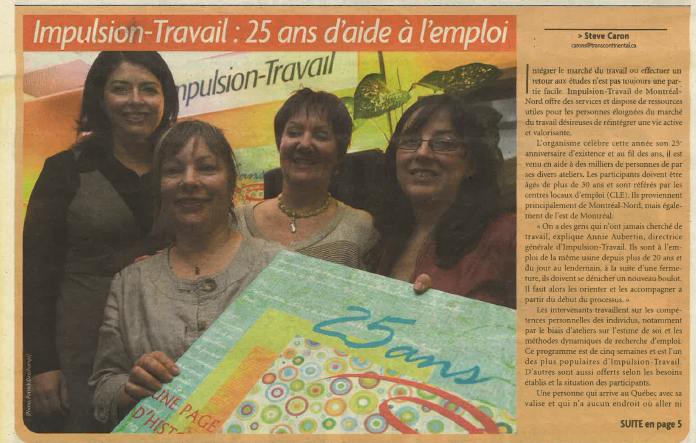 Impulsion-Travail : 25 ans d'aide à l'emploi
Impulsion-Travail
25 ans
UNE PAGE
D'HIST
> Steve Caron
carons@transcontinental.ca
Intégrer le marché du travail ou effectuer un
retour aux études n'est pas toujours une par-
tie facile. Impulsion-Travail de Montréal-
Nord offre des services et dispose de ressources
utiles pour les personnes éloignées du marché
du travail désireuses de réintégrer une vie active
et valorisante.
L'organisme célèbre cette année son 25e
anniversaire d'existence et au fil des ans, il est
venu en aide à des milliers de personnes de par
ses divers ateliers. Les participants doivent être
âgés de plus de 30 ans et sont référés par les
centres locaux d'emploi (CLE). Ils proviennent
principalement de Montréal-Nord, mais égale-
ment de l'est de Montréal.
« On a des gens qui n'ont jamais cherché de
travail, explique Annie Aubertin, directrice
générale d'Impulsion-Travail. Ils sont à l'em-
ploi de la même usine depuis plus de 20 ans et
du jour au lendemain, à la suite d'une ferme-
ture, ils doivent se dénicher un nouveau boulot.
Il faut alors les orienter et les accompagner à
partir du début du processus. »
Les intervenants travaillent sur les compé-
tences personnelles des individus, notamment
par le biais d'ateliers sur l'estime de soi et les
méthodes dynamiques de recherche d'emploi.
Ce programme est de cinq semaines et est l'un
des plus populaires d'Impulsion-Travail.
D'autres sont aussi offerts selon les besoins
établis et la situation des participants.
Une personne qui arrive au Québec avec sa
valise et qui n'a aucun endroit où aller ni
SUITE en page 5